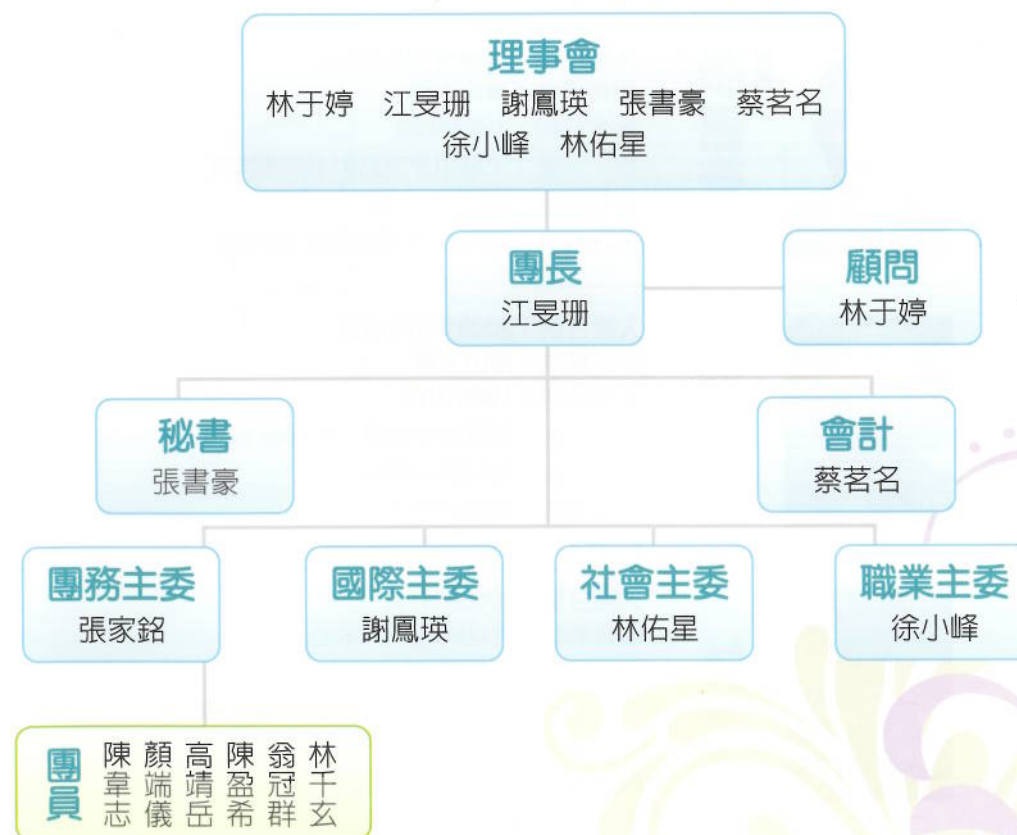 理事會
林于婷 江旻珊 謝鳳瑛 張書豪 蔡茗名
徐小峰 林佑星
團長
江旻珊
顧問
林于婷
秘書
張書豪
會計
蔡茗名
團務主委
張家銘
國際主委
謝鳳瑛
社會主委
林佑星
職業主委
徐小峰
團員
陳韋志
顏端儀
高靖岳
陳盈希
翁冠群
林千玄